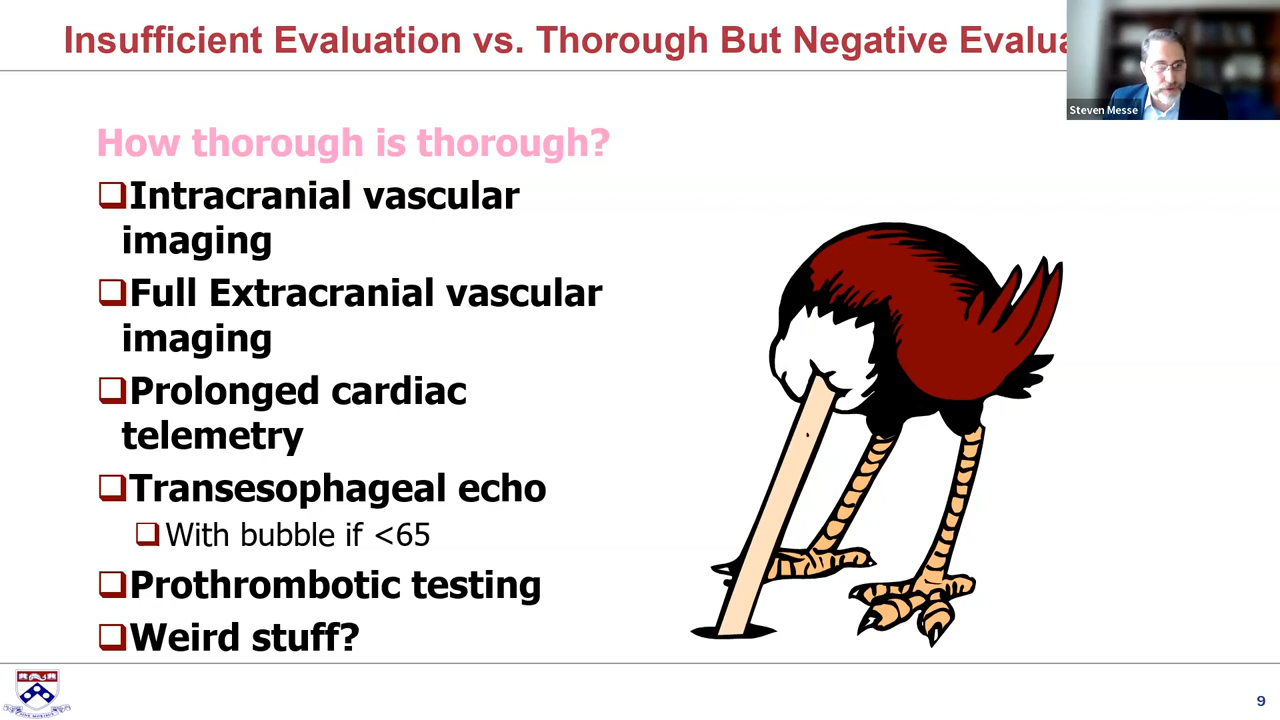 Insufficient Evaluation vs. Thorough But Negative
Steven Messe
How thorough is thorough?
Intracranial vascular
imaging
Full Extracranial vascular
imaging
Prolonged cardiac
telemetry
Transesophageal echo
With bubble if <65
Prothrombotic testing
Weird stuff?
9